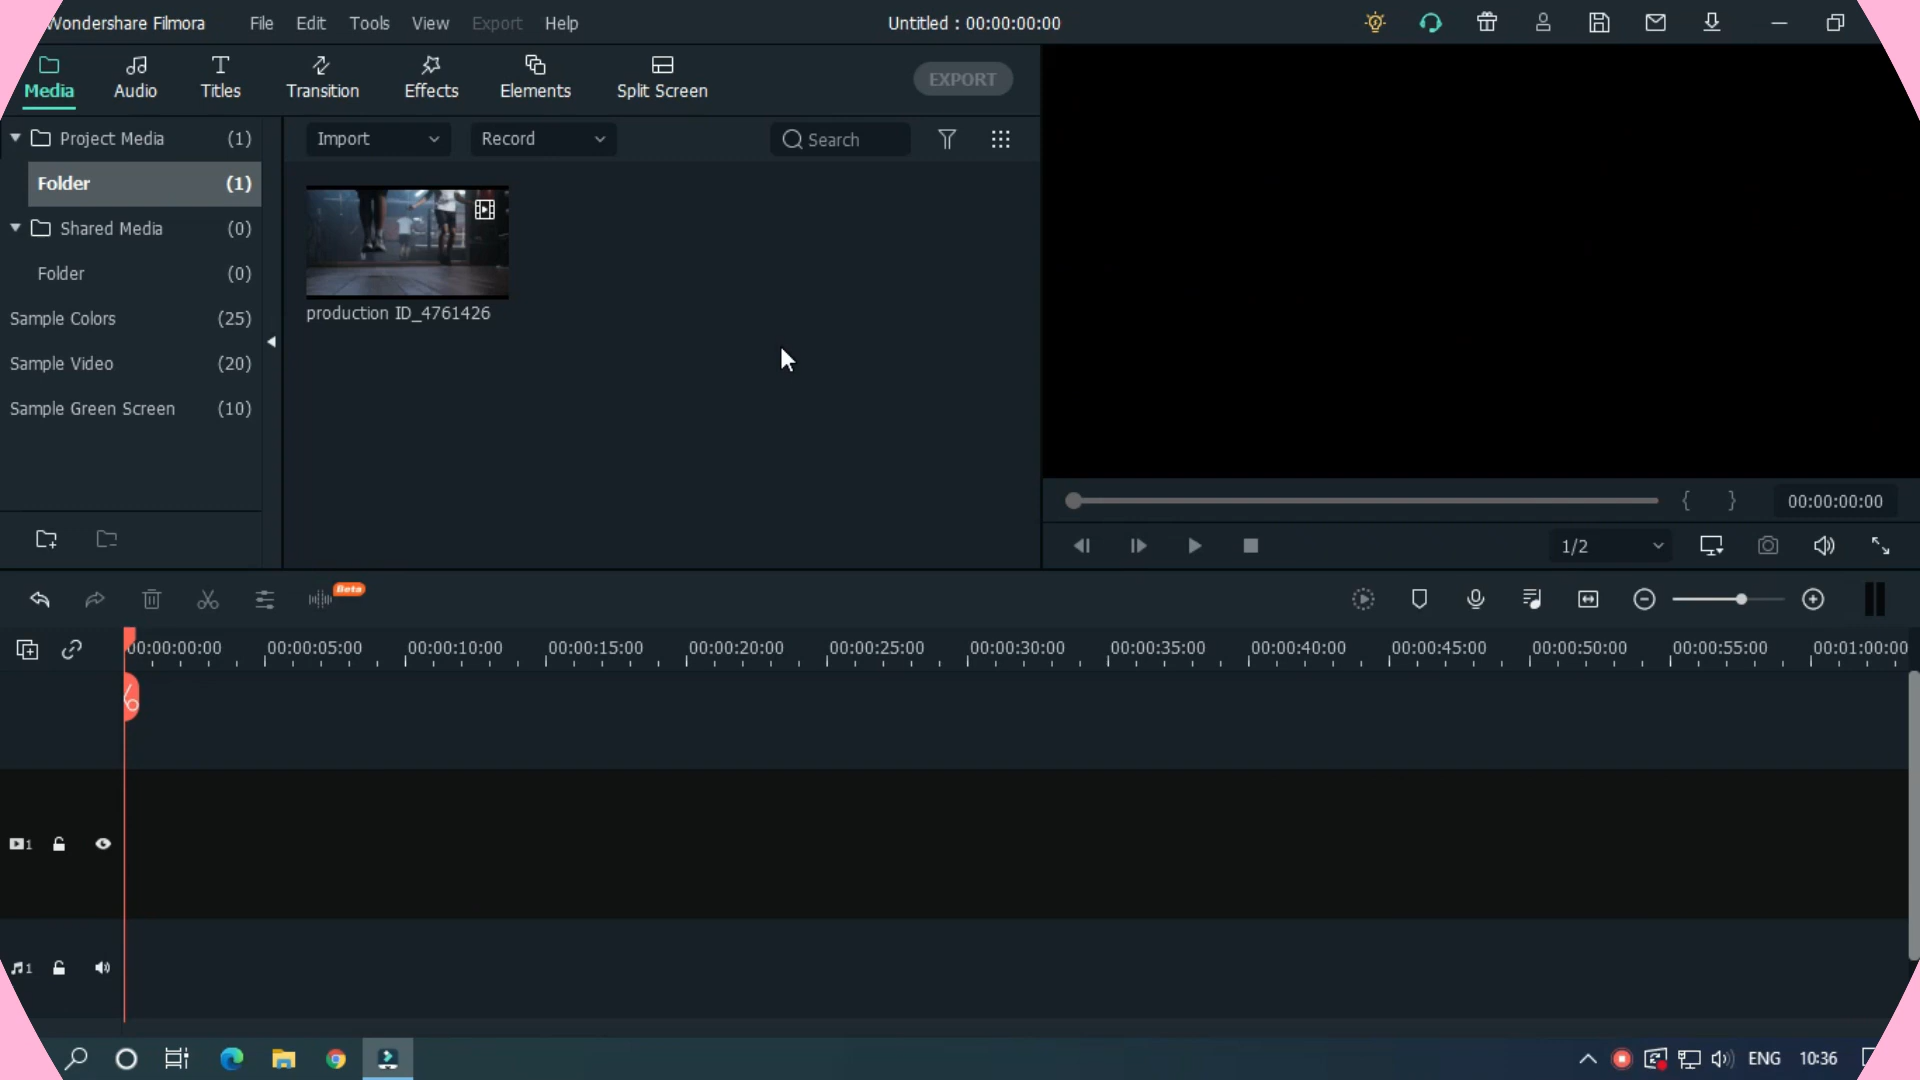 Wondershare Filmora File Edit Tools View Export Help Untitled : 00:00:00:00
Media Audio Titles Transition Effects Elements Split Screen EXPORT
Project Media (1) Import Record Search
Folder (1)
Shared Media (0)
Folder (0)
Sample Colors (25)
Sample Video (20)
Sample Green Screen (10)
production ID_4761426
{ } 00:00:00:00
1/2
Beta
00:00:00:00 00:00:05:00 00:00:10:00 00:00:15:00 00:00:20:00 00:00:25:00 00:00:30:00 00:00:35:00 00:00:40:00 00:00:45:00 00:00:50:00 00:00:55:00 00:01:00:00
1
1
ENG 10:36